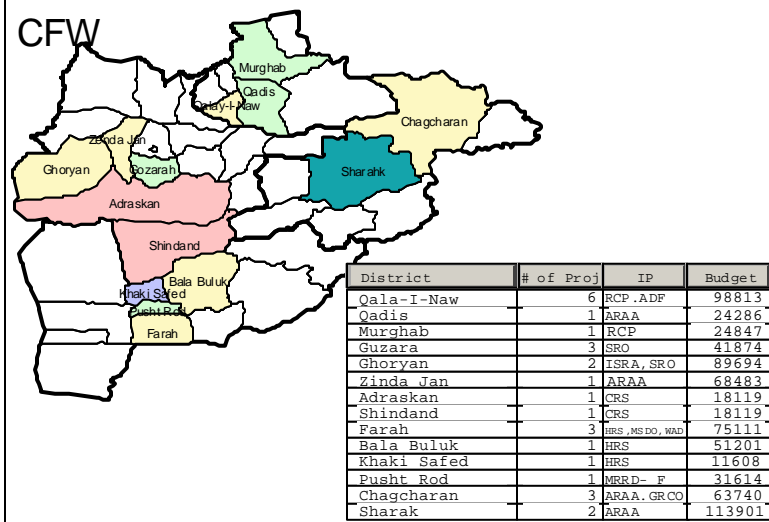 CFW
Murghab
Qadis
Qalay-I-Naw
Chagcharan
Zenda Jan
Ghoryan
Gozarah
Sharahk
Adraskan
Shindand
Bala Buluk
Khaki Safed
Pusht Rod
Farah
District # of Proj IP Budget
Qala-I-Naw 6 RCP.ADF 98813
Qadis 1 ARAA 24286
Murghab 1 RCP 24847
Guzara 3 SRO 41874
Ghoryan 2 ISRA,SRO 89694
Zinda Jan 1 ARAA 68483
Adraskan 1 CRS 18119
Shindand 1 CRS 18119
Farah 3 HRS,MSDO,WAD 75111
Bala Buluk 1 HRS 51201
Khaki Safed 1 HRS 11608
Pusht Rod 1 MRRD- F 31614
Chagcharan 3 ARAA.GRCO 63740
Sharak 2 ARAA 113901